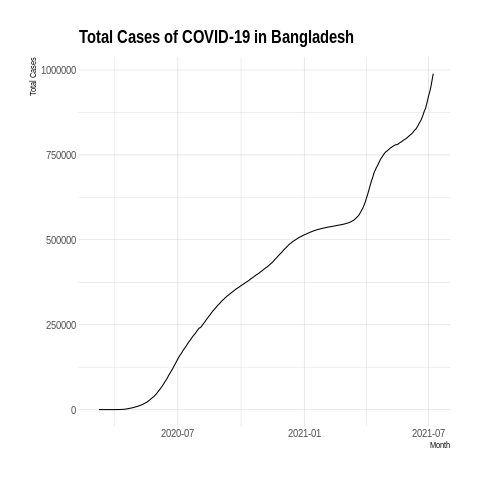 Total Cases of COVID-19 in Bangladesh
Total Cases
1000000
750000
500000
250000
0
2020-07
2021-01
2021-07
Month